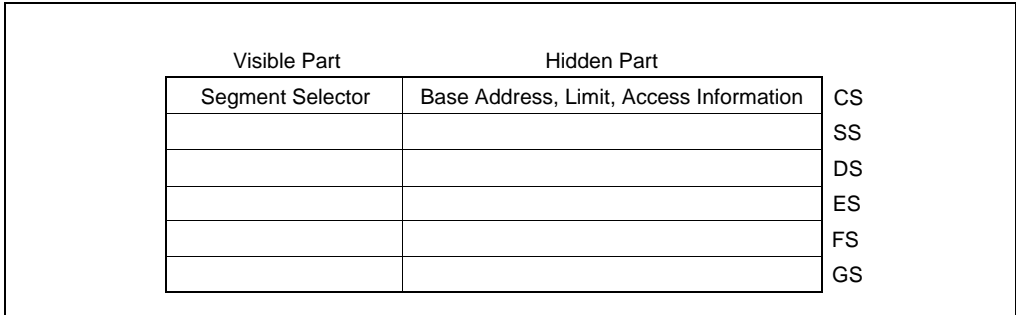 Visible Part Hidden Part
Segment Selector Base Address, Limit, Access Information CS
SS
DS
ES
FS
GS